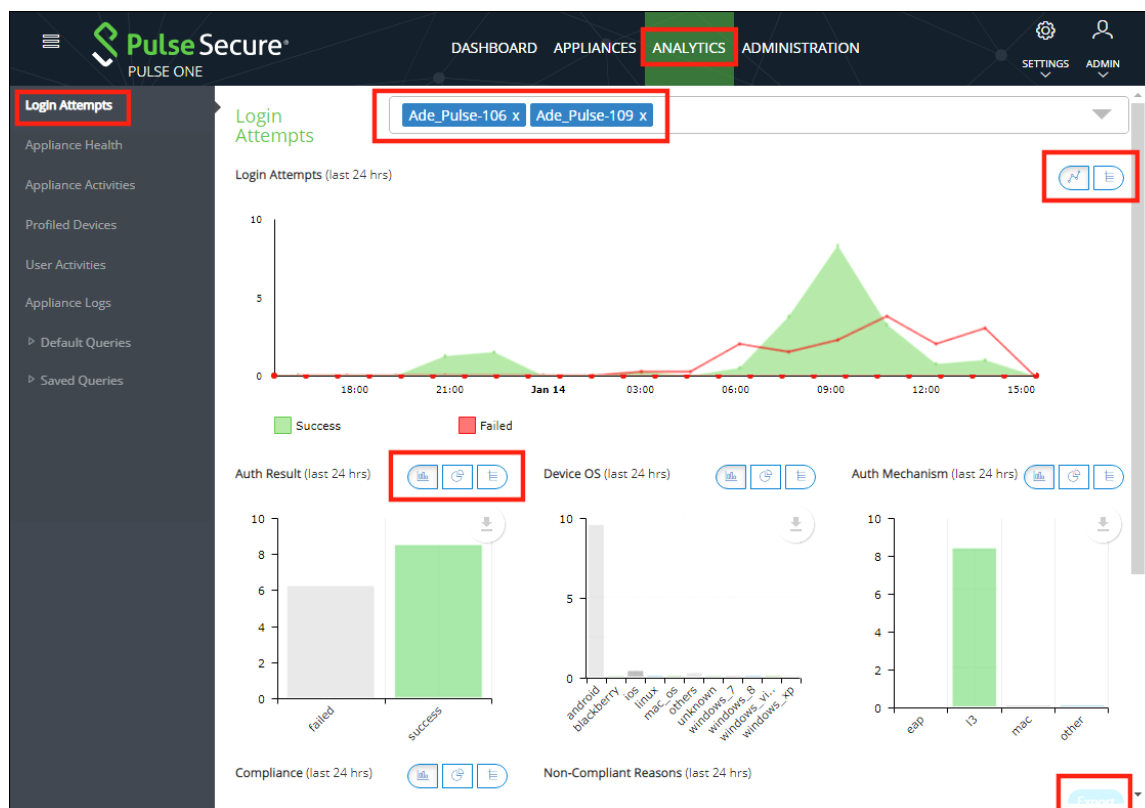 Pulse Secure®
PULSE ONE
DASHBOARD APPLIANCES ANALYTICS ADMINISTRATION
SETTINGS
ADMIN
Login Attempts
Appliance Health
Appliance Activities
Profiled Devices
User Activities
Appliance Logs
Default Queries
Saved Queries
Login
Attempts
Ade_Pulse-106 x Ade_Pulse-109 x
Login Attempts (last 24 hrs)
10
5
0
18:00 21:00 Jan 14 03:00 06:00 09:00 12:00 15:00
Success Failed
Auth Result (last 24 hrs)
10
8
6
4
2
0
failed success
Device OS (last 24 hrs)
10
5
0
android blackberry ios linux mac_os others unknown windows_7 windows_8 windows_vi.. windows_xp
Auth Mechanism (last 24 hrs)
10
8
6
4
2
0
eap l3 mac other
Compliance (last 24 hrs)
Non-Compliant Reasons (last 24 hrs)
Export